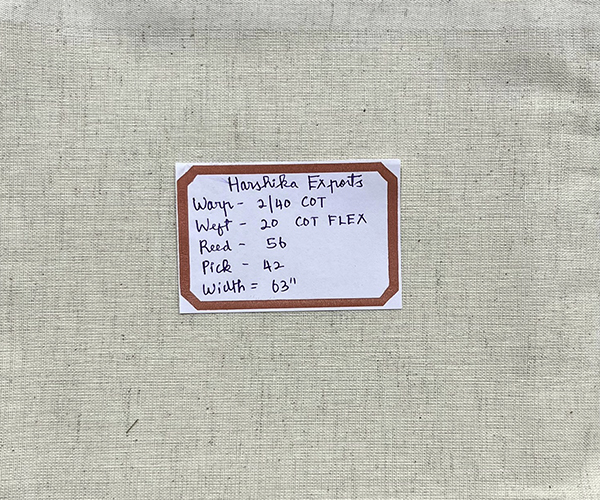 Harshika Exports
Warp - 2/40 COT
Weft - 20 COT FLEX
Reed - 56
Pick - 42
Width = 63"